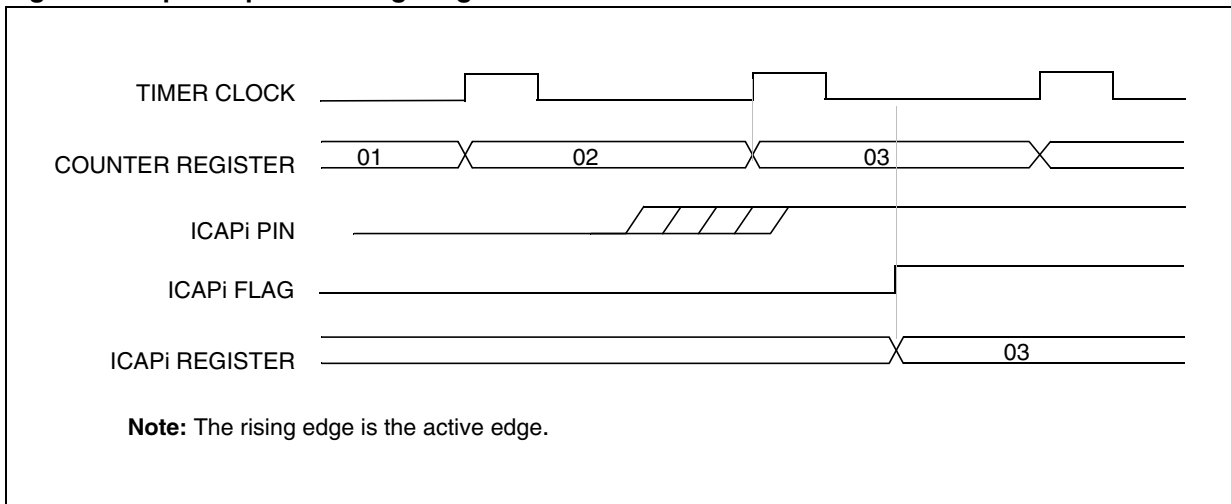 TIMER CLOCK
COUNTER REGISTER 01 02 03
ICAPi PIN
ICAPi FLAG
ICAPi REGISTER 03
Note: The rising edge is the active edge.